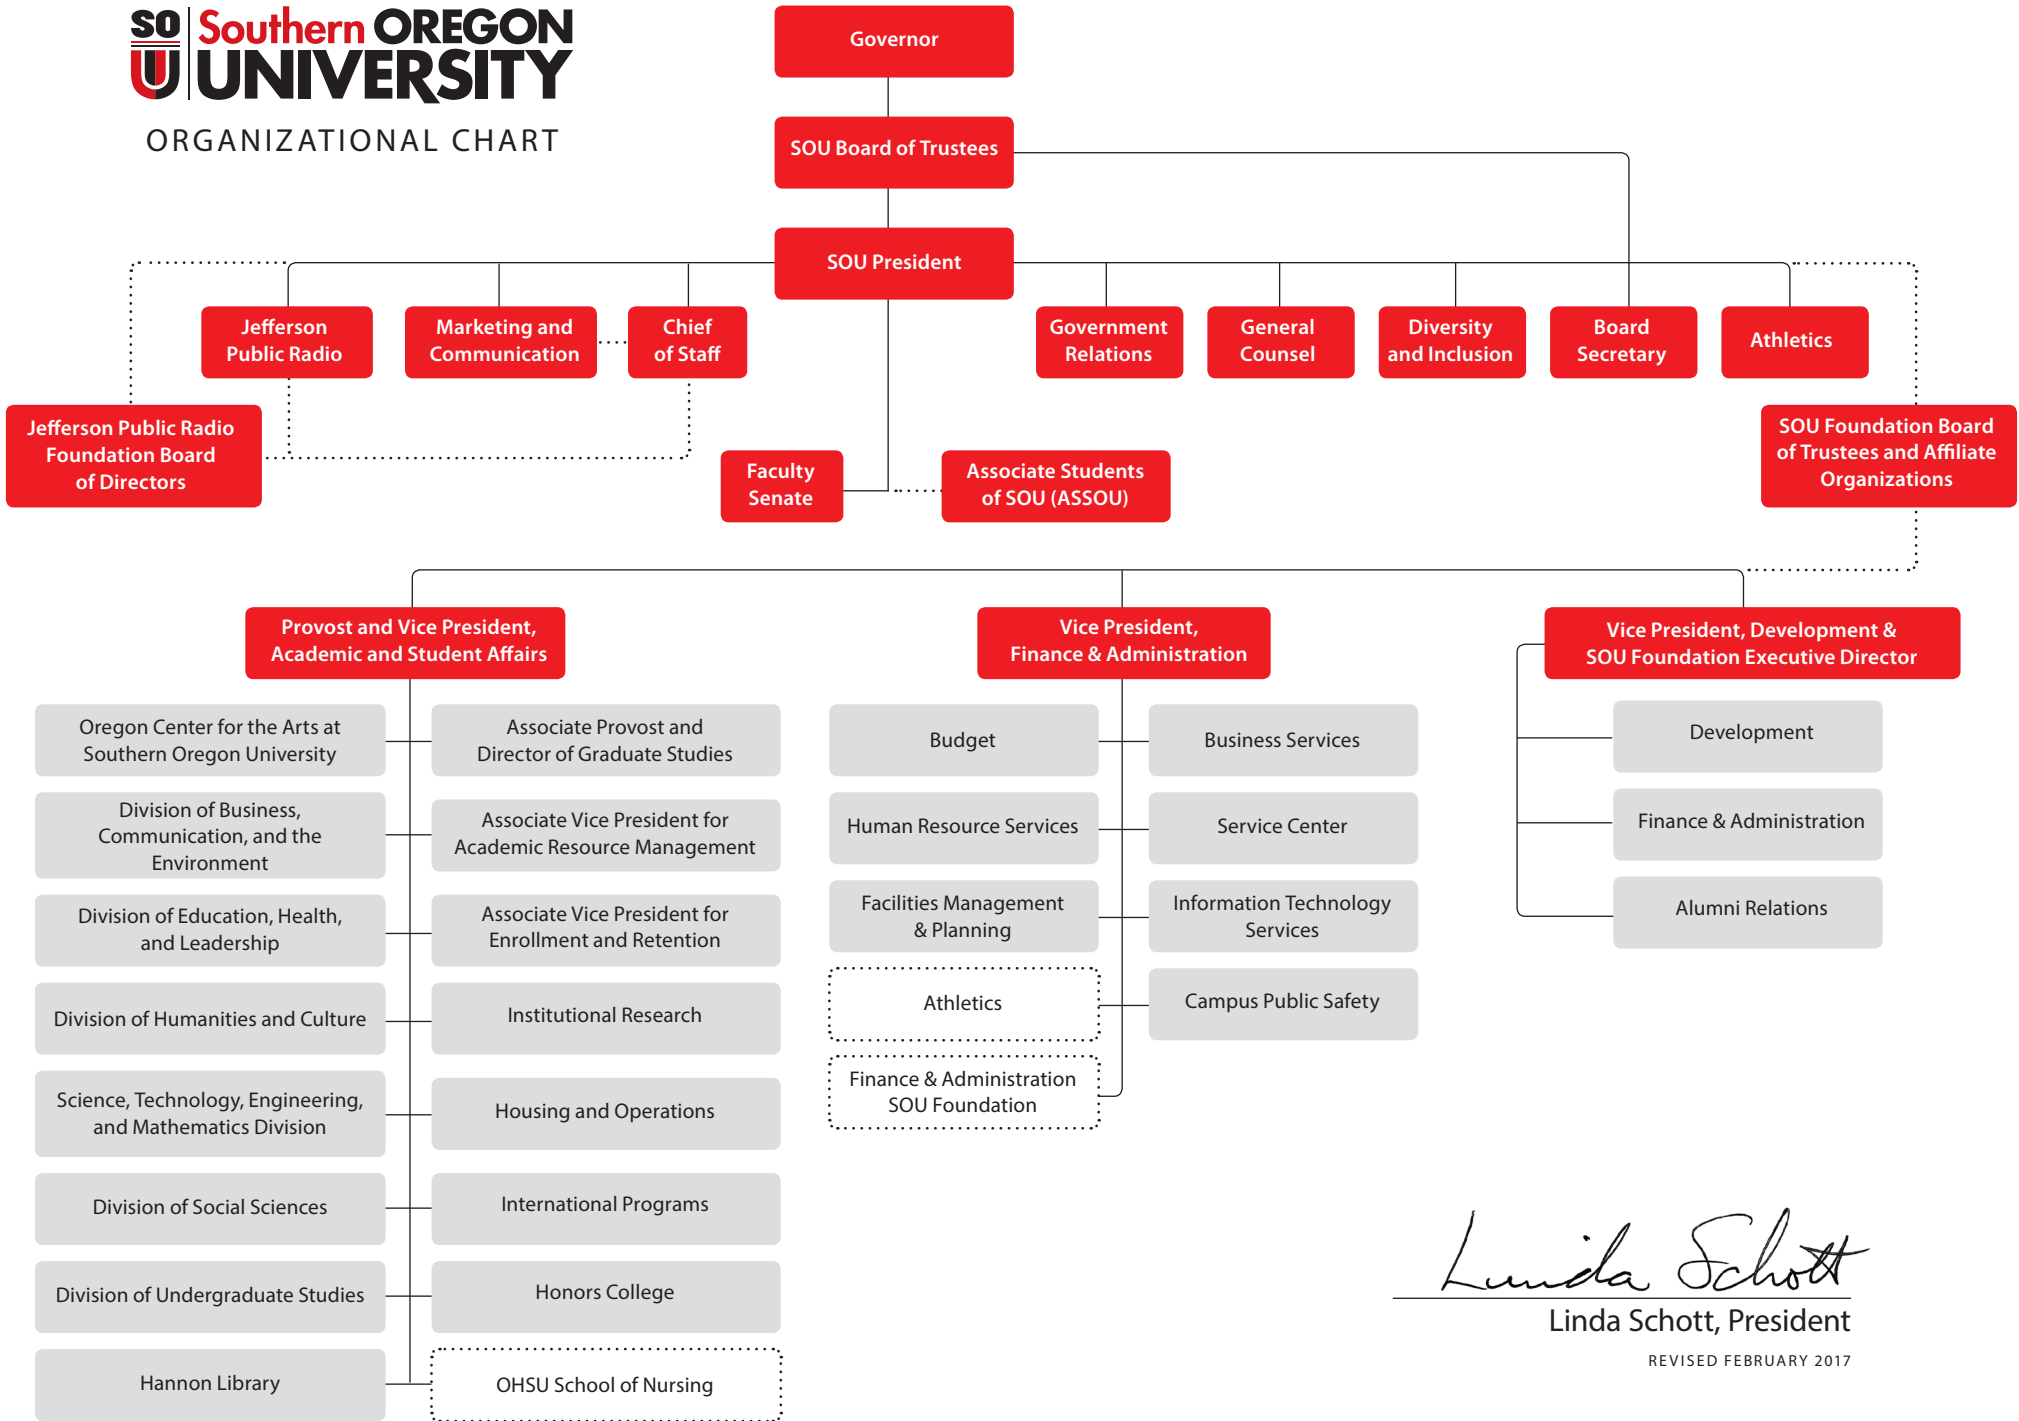 SO
U
Southern OREGON
UNIVERSITY
ORGANIZATIONAL CHART
Governor
SOU Board of Trustees
SOU President
Jefferson
Public Radio
Marketing and
Communication
Chief
of Staff
Government
Relations
General
Counsel
Diversity
and Inclusion
Board
Secretary
Athletics
Jefferson Public Radio
Foundation Board
of Directors
SOU Foundation Board
of Trustees and Affiliate
Organizations
Faculty
Senate
Associate Students
of SOU (ASSOU)
Provost and Vice President,
Academic and Student Affairs
Vice President,
Finance & Administration
Vice President, Development &
SOU Foundation Executive Director
Oregon Center for the Arts at
Southern Oregon University
Associate Provost and
Director of Graduate Studies
Division of Business,
Communication, and the
Environment
Associate Vice President for
Academic Resource Management
Division of Education, Health,
and Leadership
Associate Vice President for
Enrollment and Retention
Division of Humanities and Culture
Institutional Research
Science, Technology, Engineering,
and Mathematics Division
Housing and Operations
Division of Social Sciences
International Programs
Division of Undergraduate Studies
Honors College
Hannon Library
OHSU School of Nursing
Budget
Business Services
Human Resource Services
Service Center
Facilities Management
& Planning
Information Technology
Services
Athletics
Campus Public Safety
Finance & Administration
SOU Foundation
Development
Finance & Administration
Alumni Relations
Linda Schott
Linda Schott, President
REVISED FEBRUARY 2017